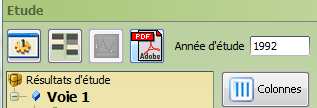 Etude
PDF
Adobe
Année d'étude 1992
Résultats d'étude
Colonnes
Voie 1